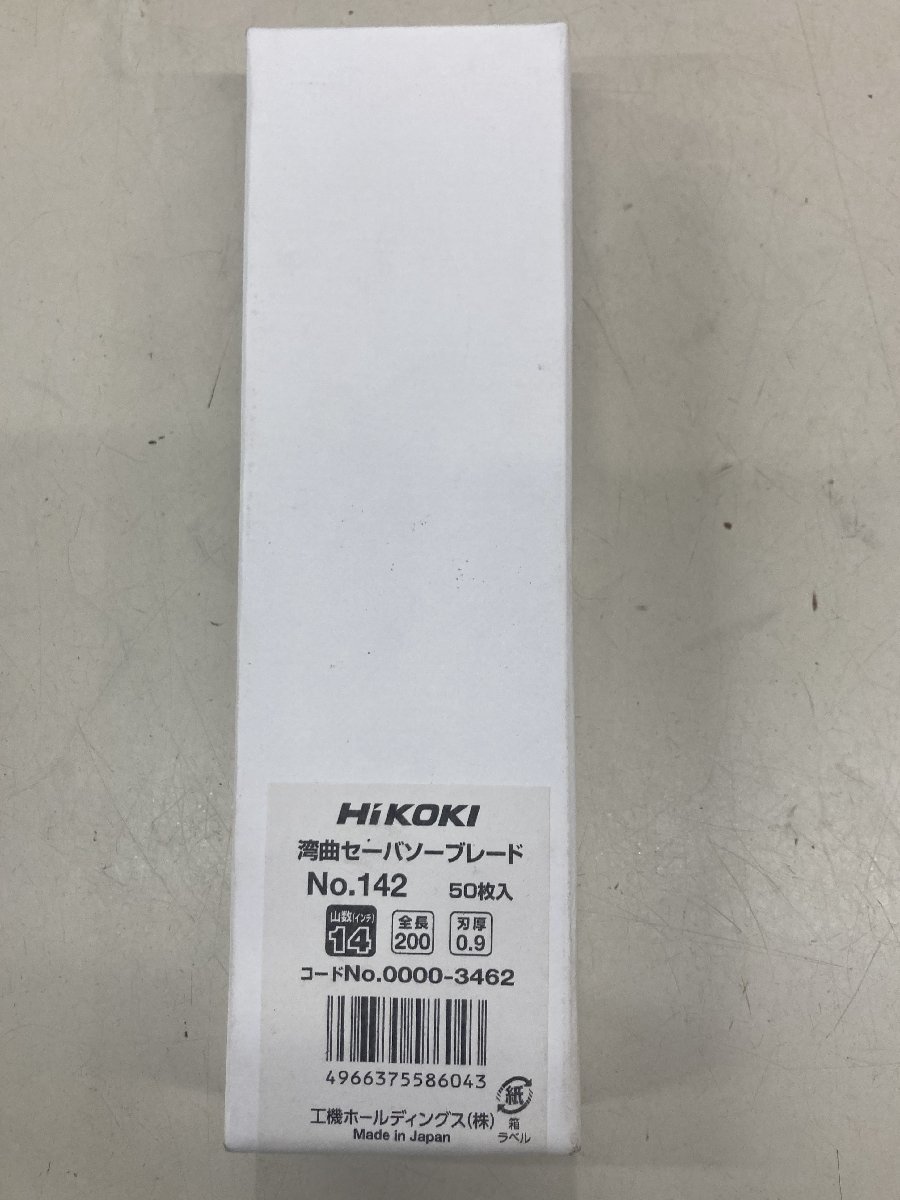 HiKOKI
湾曲セーバソーブレード
No.142 50枚入
山数(インチ) 14
全長 200
刃厚 0.9
コードNo.0000-3462
4966375586043
工機ホールディングス(株)
Made in Japan
紙
箱
ラベル